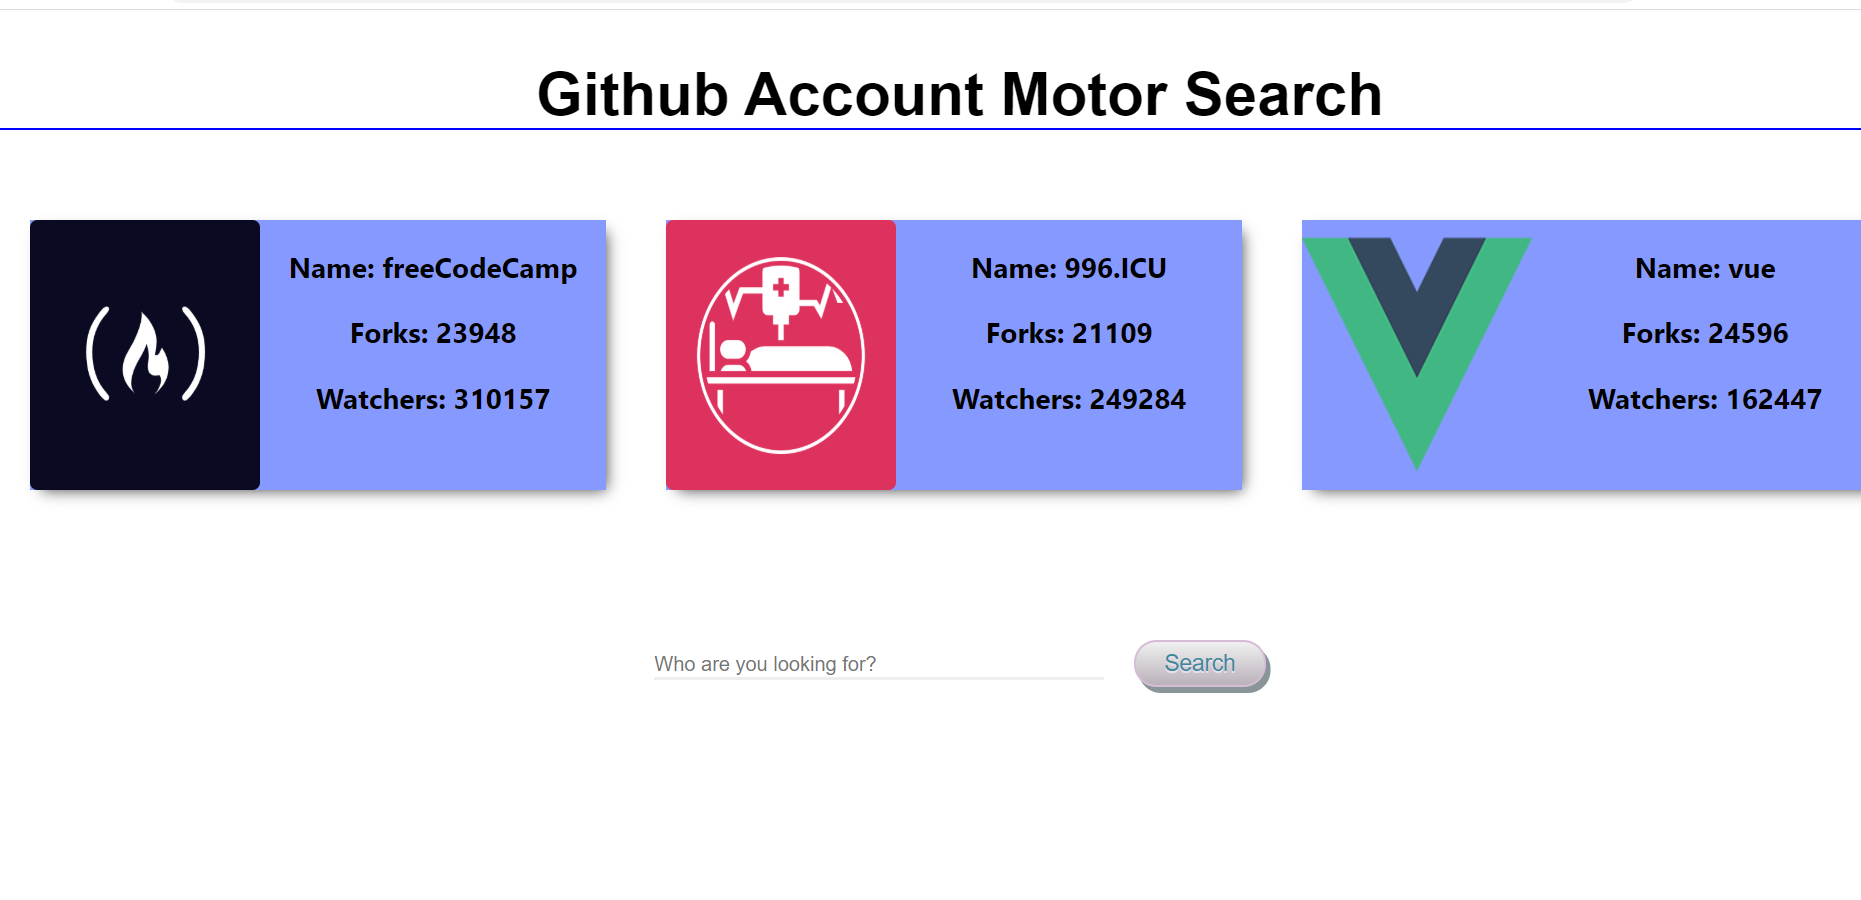 Github Account Motor Search
Name: freeCodeCamp
Forks: 23948
Watchers: 310157
Name: 996.ICU
Forks: 21109
Watchers: 249284
Name: vue
Forks: 24596
Watchers: 162447
Who are you looking for?
Search